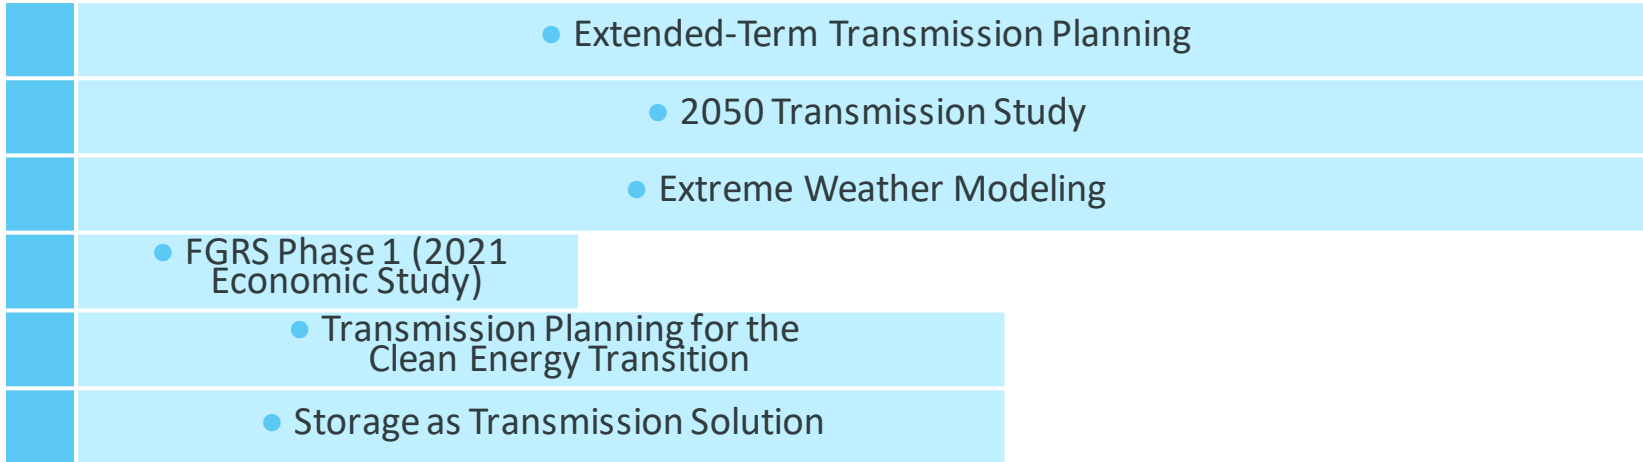 • Extended-Term Transmission Planning
• 2050 Transmission Study
• Extreme Weather Modeling
• FGRS Phase 1 (2021
Economic Study)
• Transmission Planning for the
Clean Energy Transition
• Storage as Transmission Solution